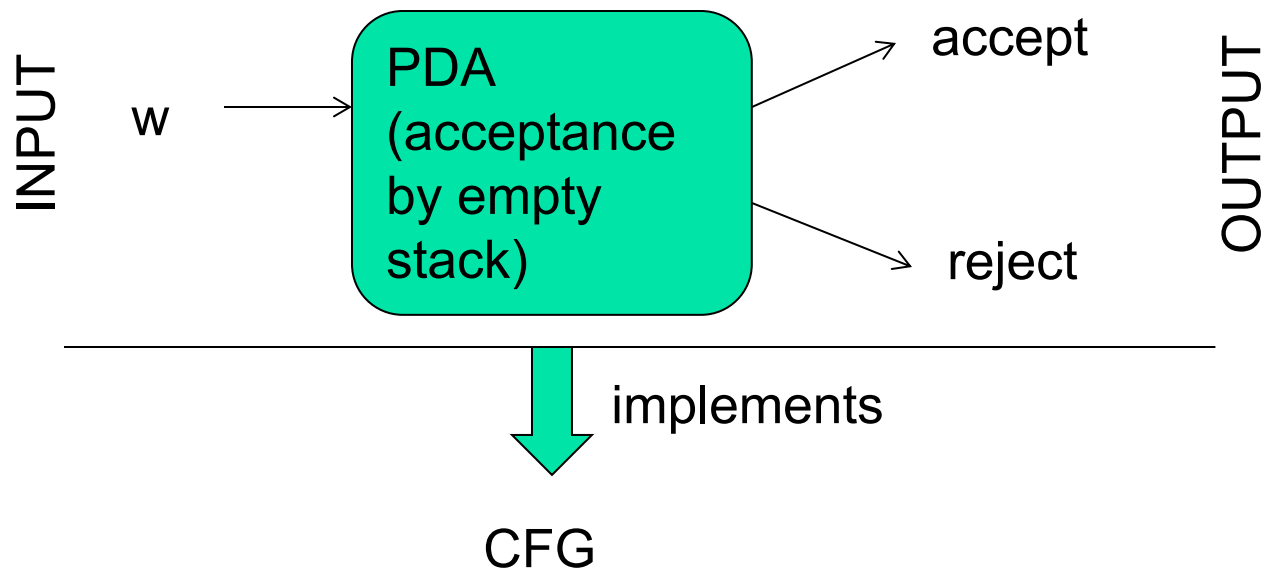 INPUT
w
PDA
(acceptance
by empty
stack)
accept
reject
OUTPUT
implements
CFG